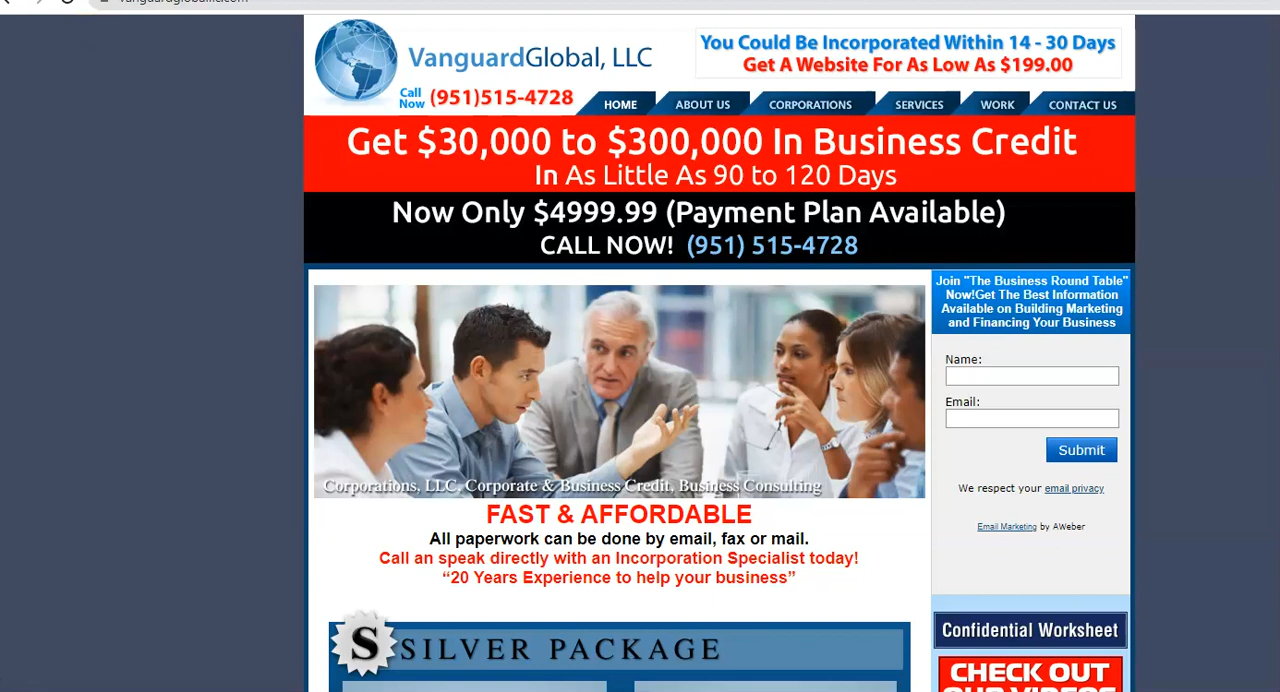 VanguardGlobal, LLC
You Could Be Incorporated Within 14 - 30 Days
Get A Website For As Low As $199.00
Call Now (951)515-4728
HOME
ABOUT US
CORPORATIONS
SERVICES
WORK
CONTACT US
Get $30,000 to $300,000 In Business Credit
In As Little As 90 to 120 Days
Now Only $4999.99 (Payment Plan Available)
CALL NOW! (951) 515-4728
Corporations, LLC, Corporate & Business Credit, Business Consulting
FAST & AFFORDABLE
All paperwork can be done by email, fax or mail.
Call an speak directly with an Incorporation Specialist today!
“20 Years Experience to help your business”
S SILVER PACKAGE
Join "The Business Round Table"
Now!Get The Best Information
Available on Building Marketing
and Financing Your Business
Name:
Email:
Submit
We respect your email privacy
Email Marketing by AWeber
Confidential Worksheet
CHECK OUT
OUR VIDEOS